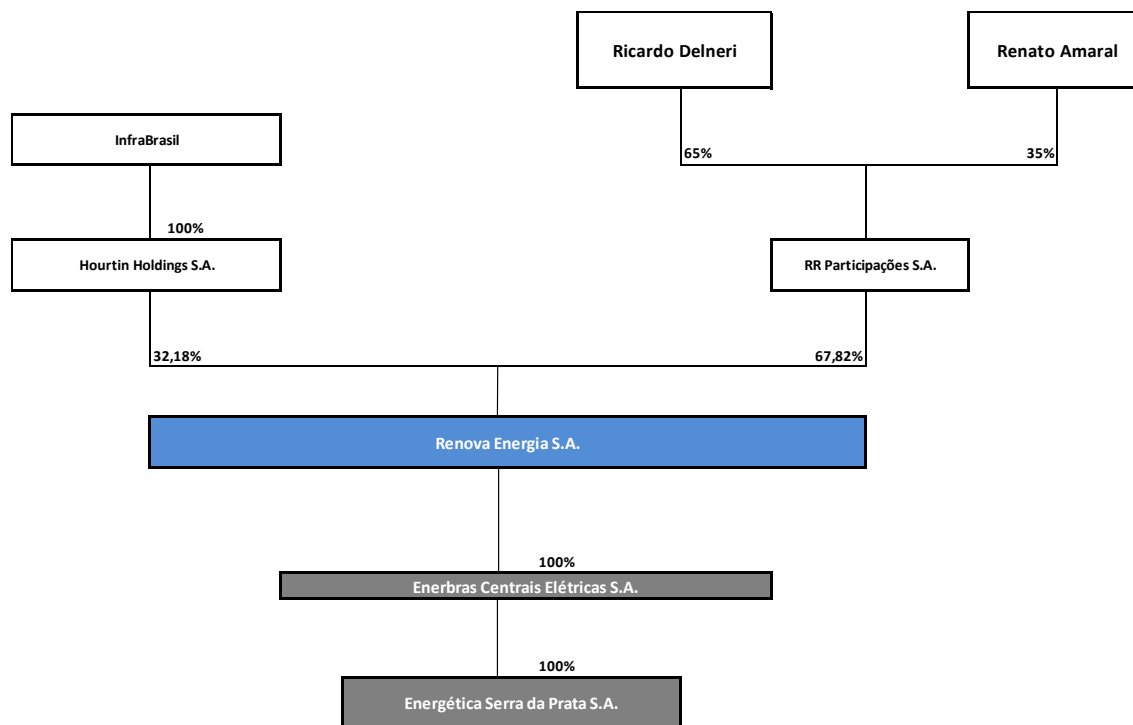 Ricardo Delneri
Renato Amaral
InfraBrasil
65%
35%
100%
Hourtin Holdings S.A.
RR Participações S.A.
32,18%
67,82%
Renova Energia S.A.
100%
Enerbras Centrais Elétricas S.A.
100%
Energética Serra da Prata S.A.